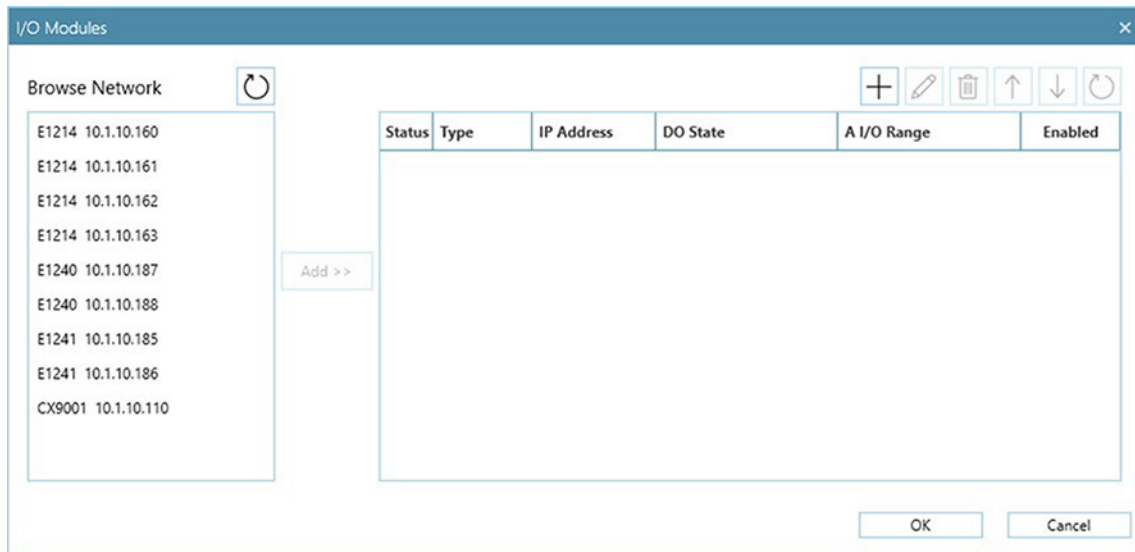 I/O Modules
Browse Network
E1214 10.1.10.160
E1214 10.1.10.161
E1214 10.1.10.162
E1214 10.1.10.163
E1240 10.1.10.187
E1240 10.1.10.188
E1241 10.1.10.185
E1241 10.1.10.186
CX9001 10.1.10.110
Add >>
Status Type IP Address DO State A I/O Range Enabled
OK Cancel